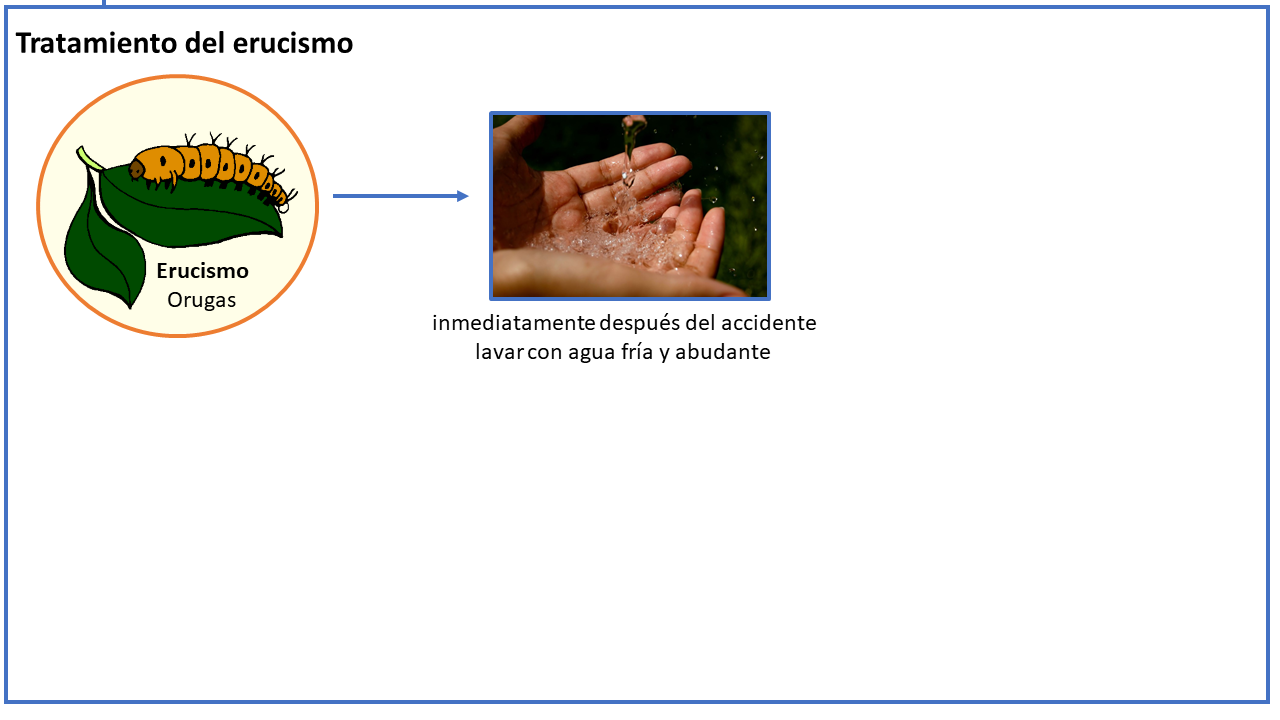 Tratamiento del erucismo
Erucismo
Orugas
inmediatamente después del accidente
lavar con agua fría y abudante